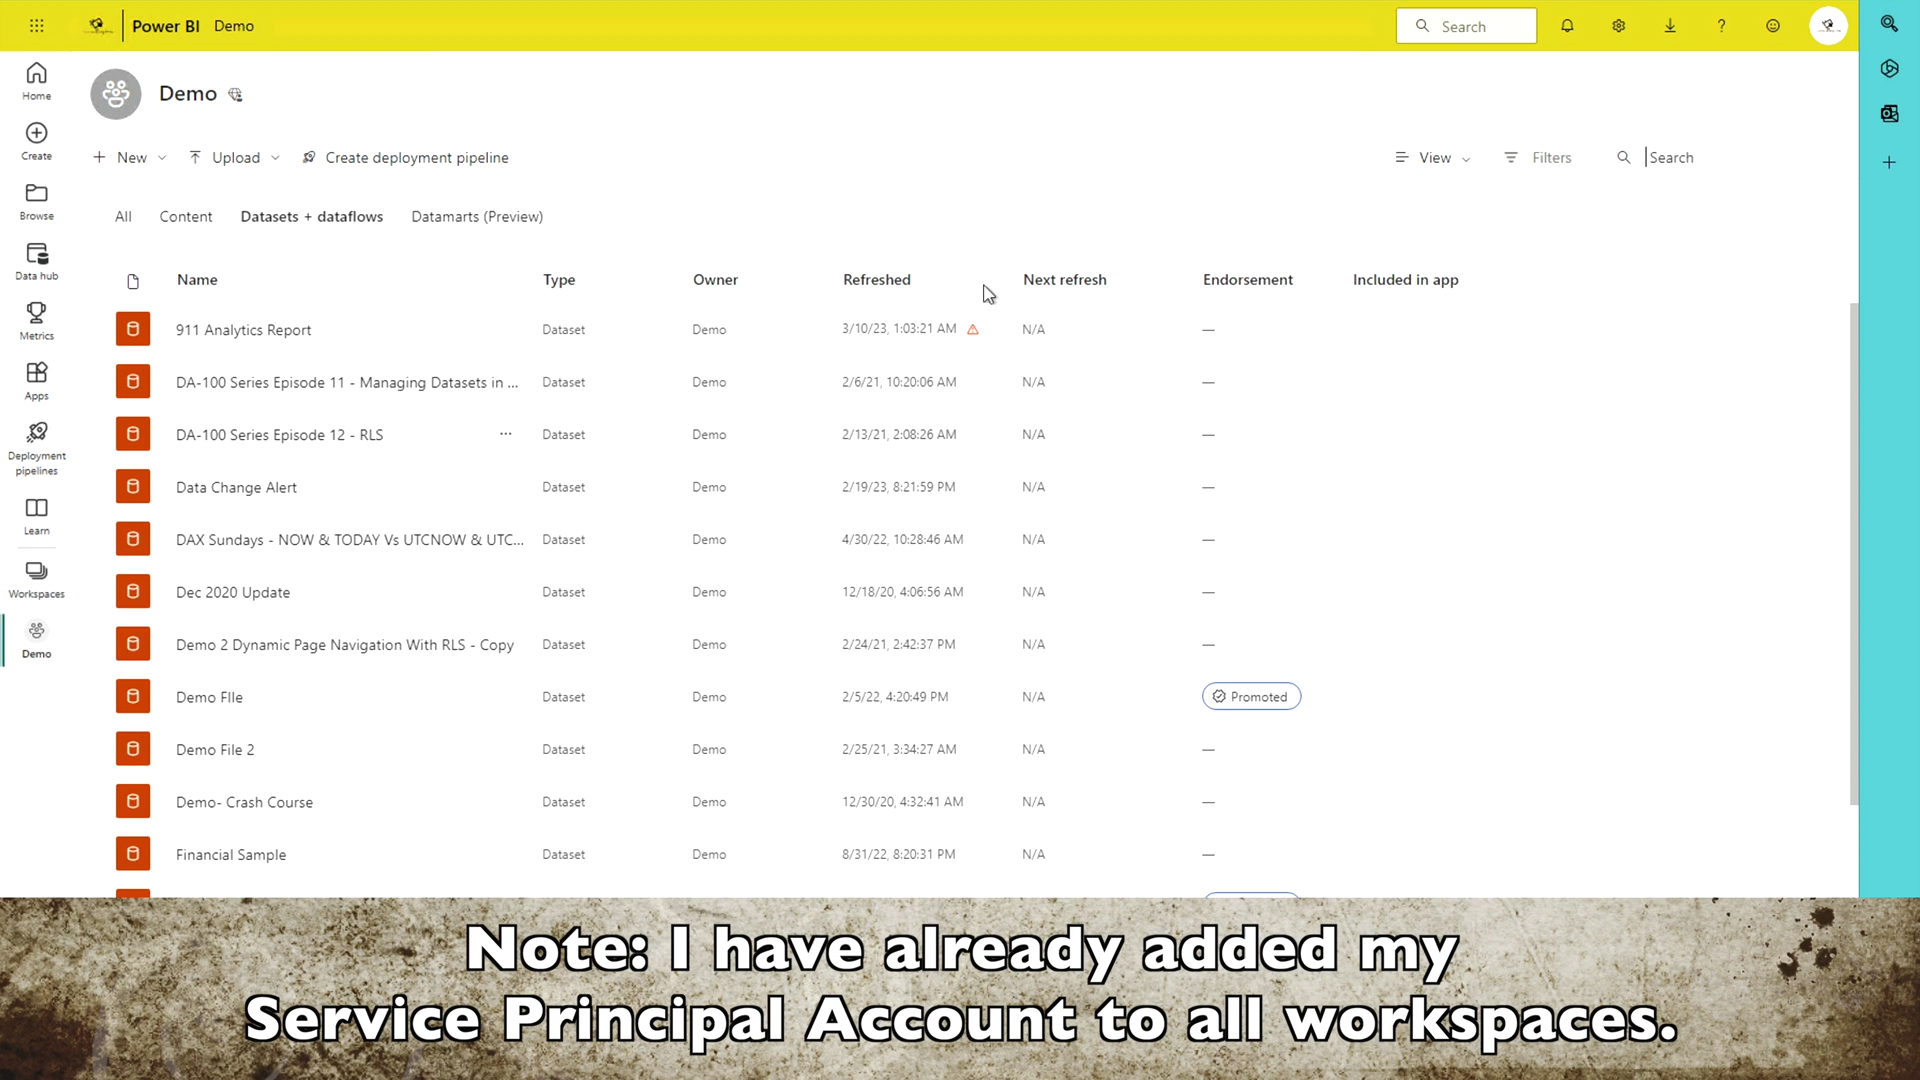 Power BI Demo Search ?
Home
Create
Browse
Data hub
Metrics
Apps
Deployment
pipelines
Learn
Workspaces
Demo
Demo
New Upload Create deployment pipeline View Filters Search
All Content Datasets + dataflows Datamarts (Preview)
Name Type Owner Refreshed Next refresh Endorsement Included in app
911 Analytics Report Dataset Demo 3/10/23, 1:03:21 AM N/A —
DA-100 Series Episode 11 - Managing Datasets in ... Dataset Demo 2/6/21, 10:20:06 AM N/A —
DA-100 Series Episode 12 - RLS ... Dataset Demo 2/13/21, 2:08:26 AM N/A —
Data Change Alert Dataset Demo 2/19/23, 8:21:59 PM N/A —
DAX Sundays - NOW & TODAY Vs UTCNOW & UTC... Dataset Demo 4/30/22, 10:28:46 AM N/A —
Dec 2020 Update Dataset Demo 12/18/20, 4:06:56 AM N/A —
Demo 2 Dynamic Page Navigation With RLS - Copy Dataset Demo 2/24/21, 2:42:37 PM N/A —
Demo FIle Dataset Demo 2/5/22, 4:20:49 PM N/A Promoted
Demo File 2 Dataset Demo 2/25/21, 3:34:27 AM N/A —
Demo- Crash Course Dataset Demo 12/30/20, 4:32:41 AM N/A —
Financial Sample Dataset Demo 8/31/22, 8:20:31 PM N/A —
Note: I have already added my
Service Principal Account to all workspaces.